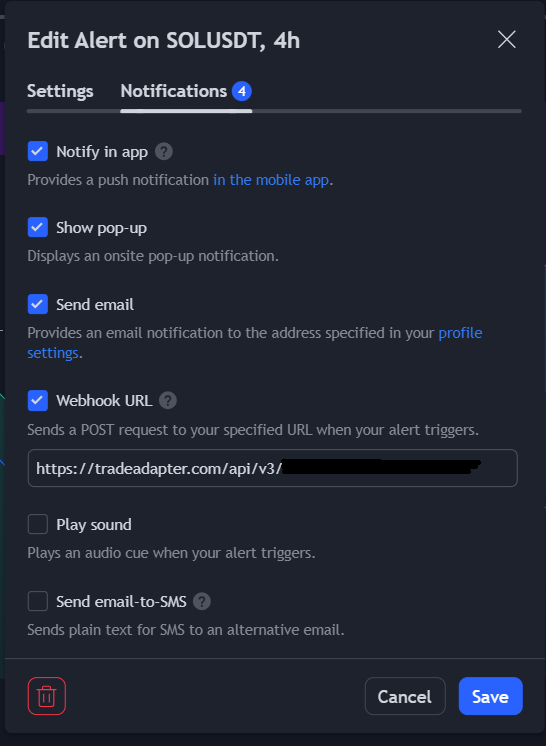 Edit Alert on SOLUSDT, 4h
Settings
Notifications 4
Notify in app ?
Provides a push notification in the mobile app.
Show pop-up
Displays an onsite pop-up notification.
Send email
Provides an email notification to the address specified in your profile
settings.
Webhook URL ?
Sends a POST request to your specified URL when your alert triggers.
https://tradeadapter.com/api/v3/
Play sound
Plays an audio cue when your alert triggers.
Send email-to-SMS ?
Sends plain text for SMS to an alternative email.
Cancel
Save